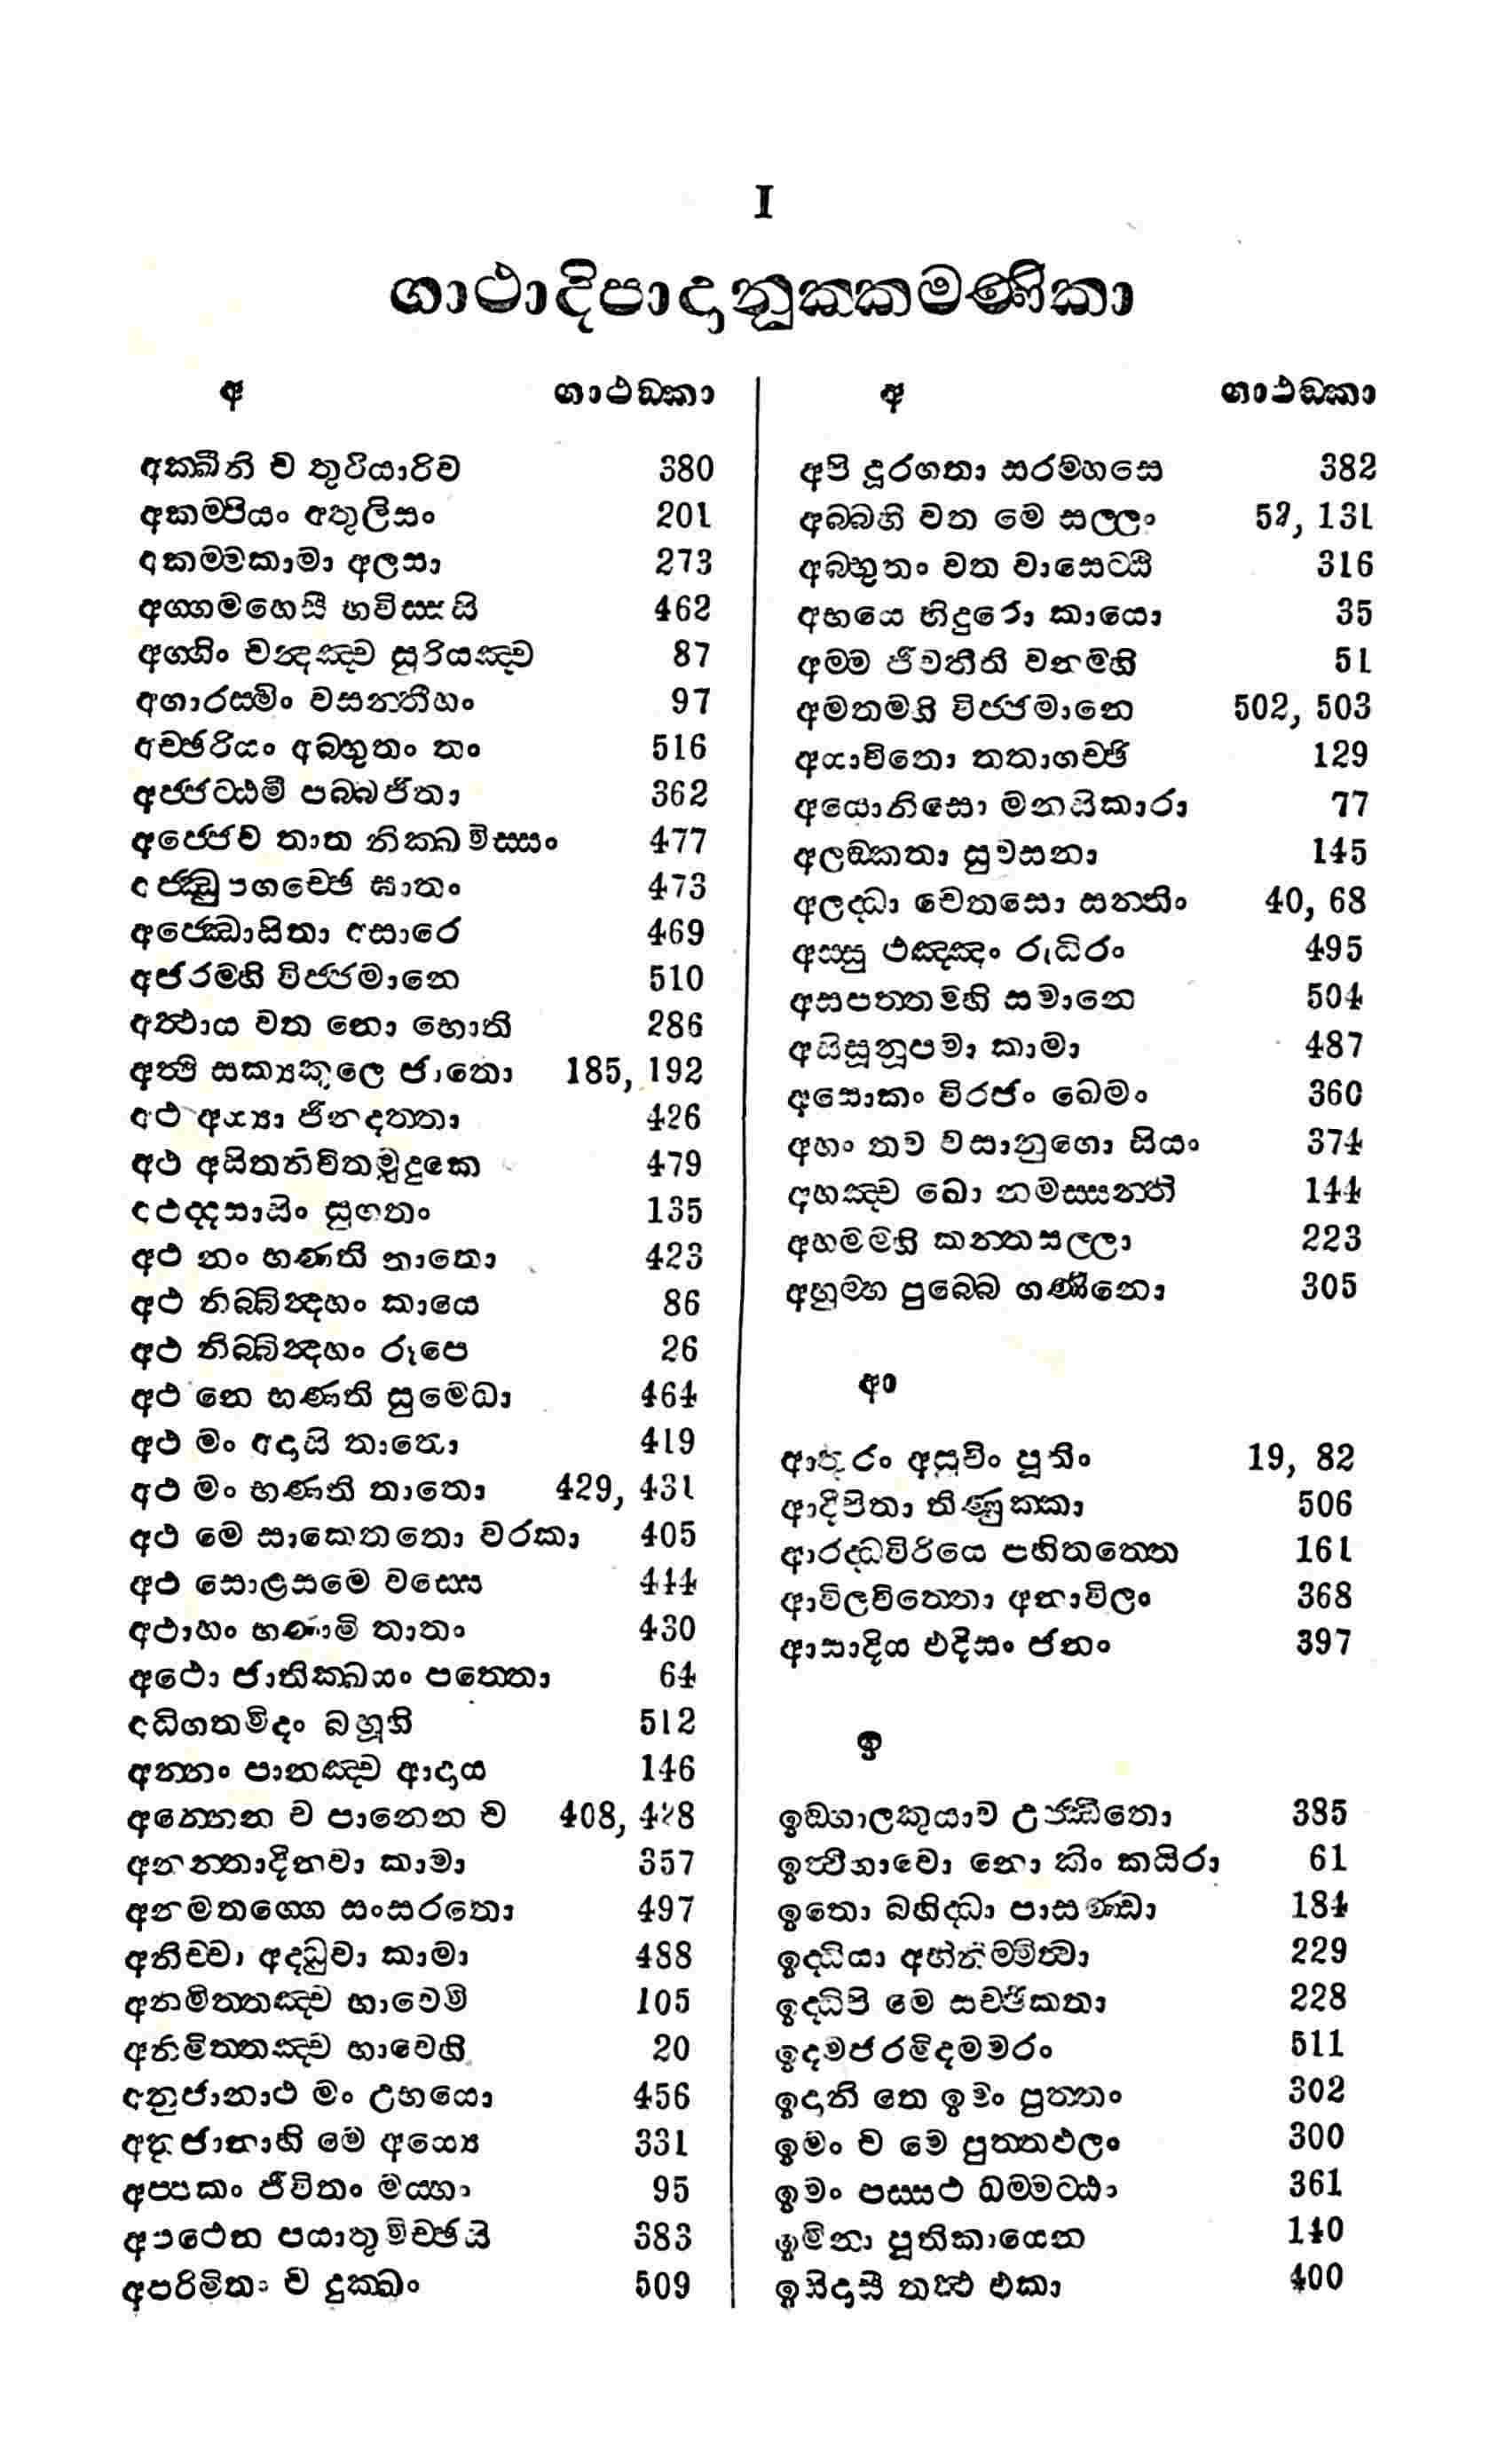 I
ගාථාදිපාදානුක්කමණිකා
අ ගාථඞ්කා
අක්ඛීනි ච තුරියාරිව 380
අකම්පියං අතුලිසං 201
අකම්මකාමා අලසා 273
අග්ගමහෙසී භවිස්සසි 462
අග්ගිං චන්දඤ්ච සූරියඤ්ච 87
අගාරස්මිං වසන්තීහං 97
අච්ඡරියං අබ්භුතං තං 516
අජ්ජට්ඨමී පබ්බජිතා 362
අජ්ජෙව තාත නික්ඛමිස්සං 477
අජ්ඣුපගච්ඡෙ ඝාතං 473
අජ්ඣොසිතා අසාරෙ 469
අජරම්හි විජ්ජමානෙ 510
අත්ථාය වත නො හොති 286
අත්ථි සක්‍යකුලෙ ජාතො 185, 192
අථ අය්‍යා ජිනදත්තා 426
අථ අසිතනිචිතමුදුකෙ 479
අථද්දසාසිං සුගතං 135
අථ නං භණති තාතො 423
අථ නිබ්බින්දහං කායෙ 86
අථ නිබ්බින්දහං රූපෙ 26
අථ නෙ භණති සුමෙධා 464
අථ මං අදාසි තාතො 419
අථ මං භණති තාතො 429, 431
අථ මෙ සාකෙතතො වරකා 405
අථ සොළසමෙ වස්සෙ 444
අථාහං භණාමි තාතං 430
අථො ජාතික්ඛයං පත්තො 64
අධිගතමිදං බහූහි 512
අන්නං පානඤ්ච ආදාය 146
අන්නෙන ච පානෙන ච 408, 428
අනන්තාදීනවා කාමා 357
අනමතග්ගෙ සංසරතො 497
අනිච්චා අද්ධුවා කාමා 488
අනිමිත්තඤ්ච භාවෙමි 105
අනිමිත්තඤ්ච භාවෙහි 20
අනුජානාථ මං උභයො 456
අනුජානාහි මෙ අය්‍යෙ 331
අප්පකං ජීවිතං මය්හං 95
අපථෙන පයාතුමිච්ඡසි 383
අපරිමිතං ච දුක්ඛං 509
අ ගාථඞ්කා
අපි දූරගතා සරම්හසෙ 382
අබ්බහි වත මෙ සල්ලං 52, 131
අබ්භුතං වත වාසෙට්ඨි 316
අභයෙ භිදුරො කායො 35
අම්ම ජීවතීති වනම්හි 51
අමතම්හි විජ්ජමානෙ 502, 503
අයාචිතො තතාගච්ඡි 129
අයොනිසො මනසිකාරා 77
අලඞ්කතා සුවසනා 145
අලද්ධා චෙතසො සන්තිං 40, 68
අස්සු ථඤ්ඤං රුධිරං 495
අසපත්තම්හි සමානෙ 504
අසිසූනූපමා කාමා 487
අසොකං විරජං ඛෙමං 360
අහං තව වසානුගො සියං 374
අහඤ්ච ඛො නමස්සන්ති 144
අහමම්හි කන්තසල්ලා 223
අහුම්හ පුබ්බෙ ගණිනො 305
ආ
ආතුරං අසුචිං පූතිං 19, 82
ආදීපිතා තිණුක්කා 506
ආරද්ධවිරියෙ පහිතත්තෙ 161
ආවිලචිත්තො අනාවිලං 368
ආසාදිය එදිසං ජනං 397
ඉ
ඉඞ්ගාලකුයාව උජ්ඣිතො 385
ඉත්ථිභාවො නො කිං කයිරා 61
ඉතො බහිද්ධා පාසණ්ඩා 184
ඉද්ධියා අභිනිම්මිත්වා 229
ඉද්ධිපි මෙ සච්ඡිකතා 228
ඉදමජරමිදමමරං 511
ඉදානි තෙ ඉමං පුත්තං 302
ඉමං ච මෙ පුත්තඵලං 300
ඉමං පස්සථ ධම්මට්ඨං 361
ඉමිනා පූතිකායෙන 140
ඉසිදාසී තත්ථ එකා 400